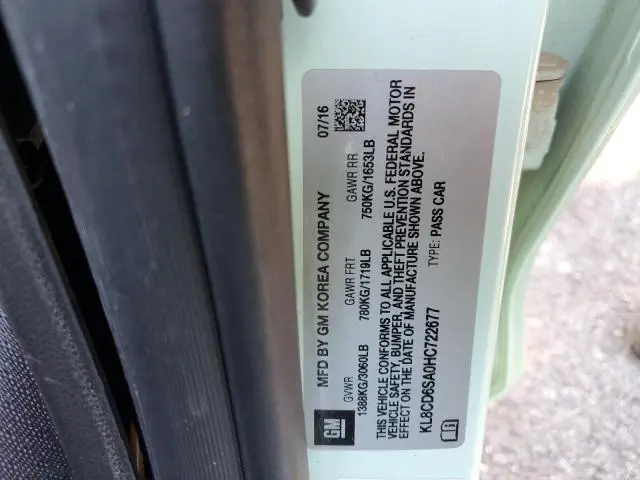 MFD BY GM KOREA COMPANY 07/16
GVWR GAWR FRT GAWR RR
1388KG/3060LB 780KG/1719LB 750KG/1653LB
THIS VEHICLE CONFORMS TO ALL APPLICABLE U.S. FEDERAL MOTOR
VEHICLE SAFETY, BUMPER, AND THEFT PREVENTION STANDARDS IN
EFFECT ON THE DATE OF MANUFACTURE SHOWN ABOVE.
KL8CD6SA0HC722677 TYPE: PASS CAR
GM